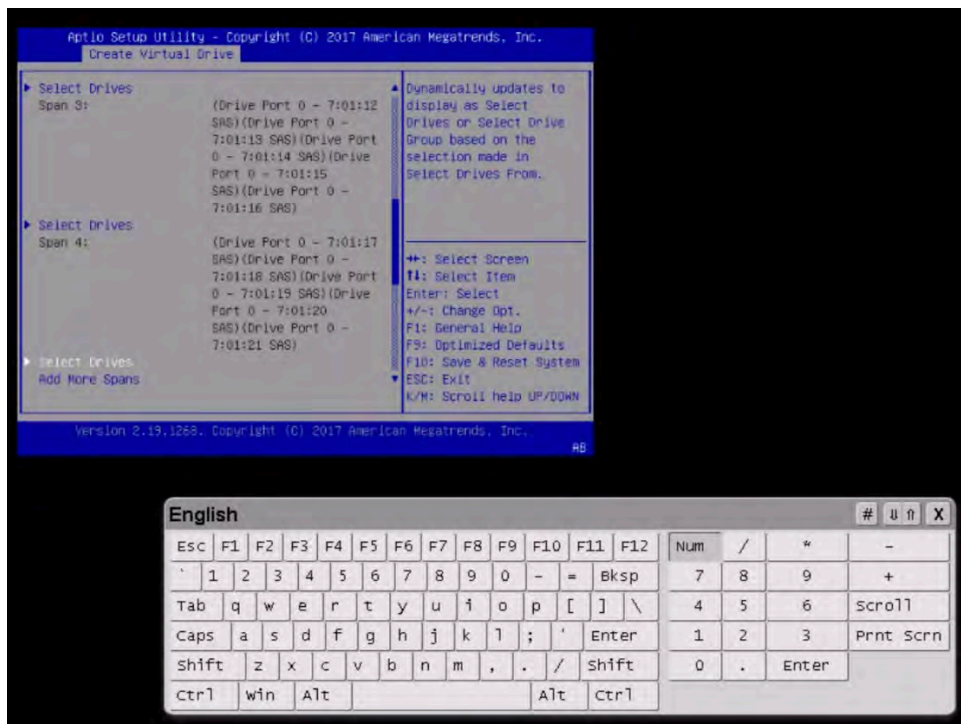 Aptio Setup Utility - Copyright (C) 2017 American Megatrends, Inc.
Create Virtual Drive
Select Drives
Span 3: (Drive Port 0 - 7:01:12
SAS)(Drive Port 0 -
7:01:13 SAS)(Drive Port
0 - 7:01:14 SAS)(Drive
Port 0 - 7:01:15
SAS)(Drive Port 0 -
7:01:16 SAS)
Select Drives
Span 4: (Drive Port 0 - 7:01:17
SAS)(Drive Port 0 -
7:01:18 SAS)(Drive Port
0 - 7:01:19 SAS)(Drive
Port 0 - 7:01:20
SAS)(Drive Port 0 -
7:01:21 SAS)
Select Drives
Add More Spans
Dynamically updates to
display as Select
Drives or Select Drive
Group based on the
selection made in
Select Drives From.
→←: Select Screen
↑↓: Select Item
Enter: Select
+/-: Change Opt.
F1: General Help
F9: Optimized Defaults
F10: Save & Reset System
ESC: Exit
K/M: Scroll help UP/DOWN
Version 2.19.1268. Copyright (C) 2017 American Megatrends, Inc.
AB
English # ⇓ ⇑ X
Esc F1 F2 F3 F4 F5 F6 F7 F8 F9 F10 F11 F12 Num / * -
` 1 2 3 4 5 6 7 8 9 0 - = Bksp 7 8 9 +
Tab q w e r t y u i o p [ ] \ 4 5 6 Scroll
Caps a s d f g h j k l ; ' Enter 1 2 3 Prnt Scrn
Shift z x c v b n m , . / Shift 0 . Enter
Ctrl Win Alt Alt Ctrl